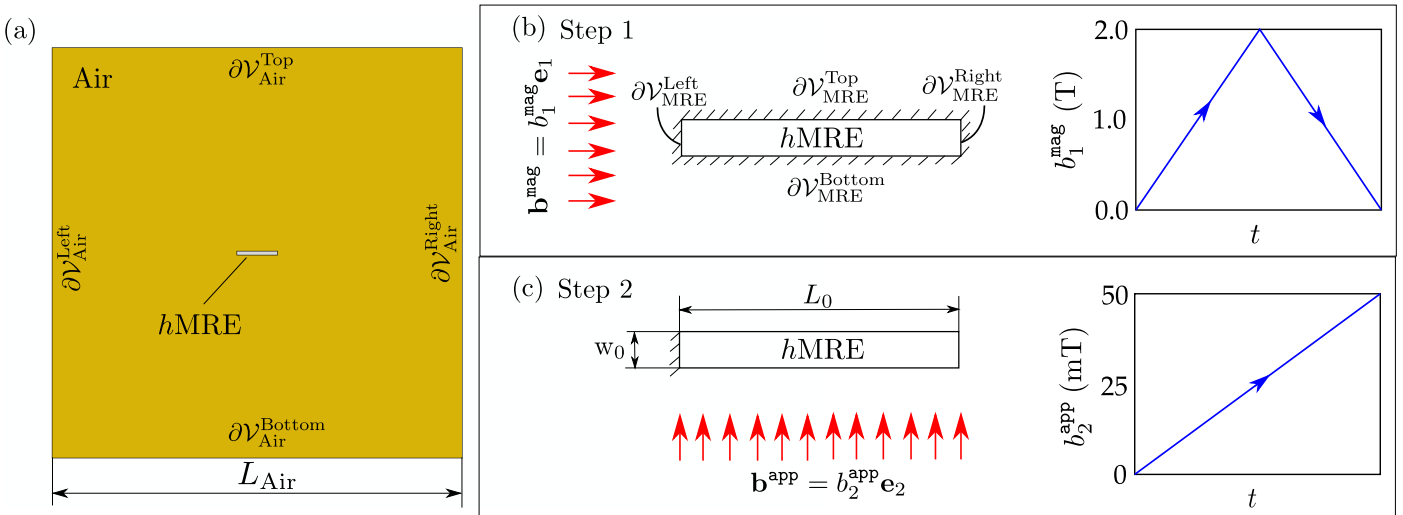 (a)
Air
∂𝒱_Air^Top
∂𝒱_Air^Left
∂𝒱_Air^Right
hMRE
∂𝒱_Air^Bottom
L_Air
(b) Step 1
b^mag = b_1^mag e_1
∂𝒱_MRE^Left
∂𝒱_MRE^Top
∂𝒱_MRE^Right
hMRE
∂𝒱_MRE^Bottom
b_1^mag (T)
2.0
1.0
0.0
t
(c) Step 2
L_0
w_0
hMRE
b^app = b_2^app e_2
b_2^app (mT)
50
25
0
t